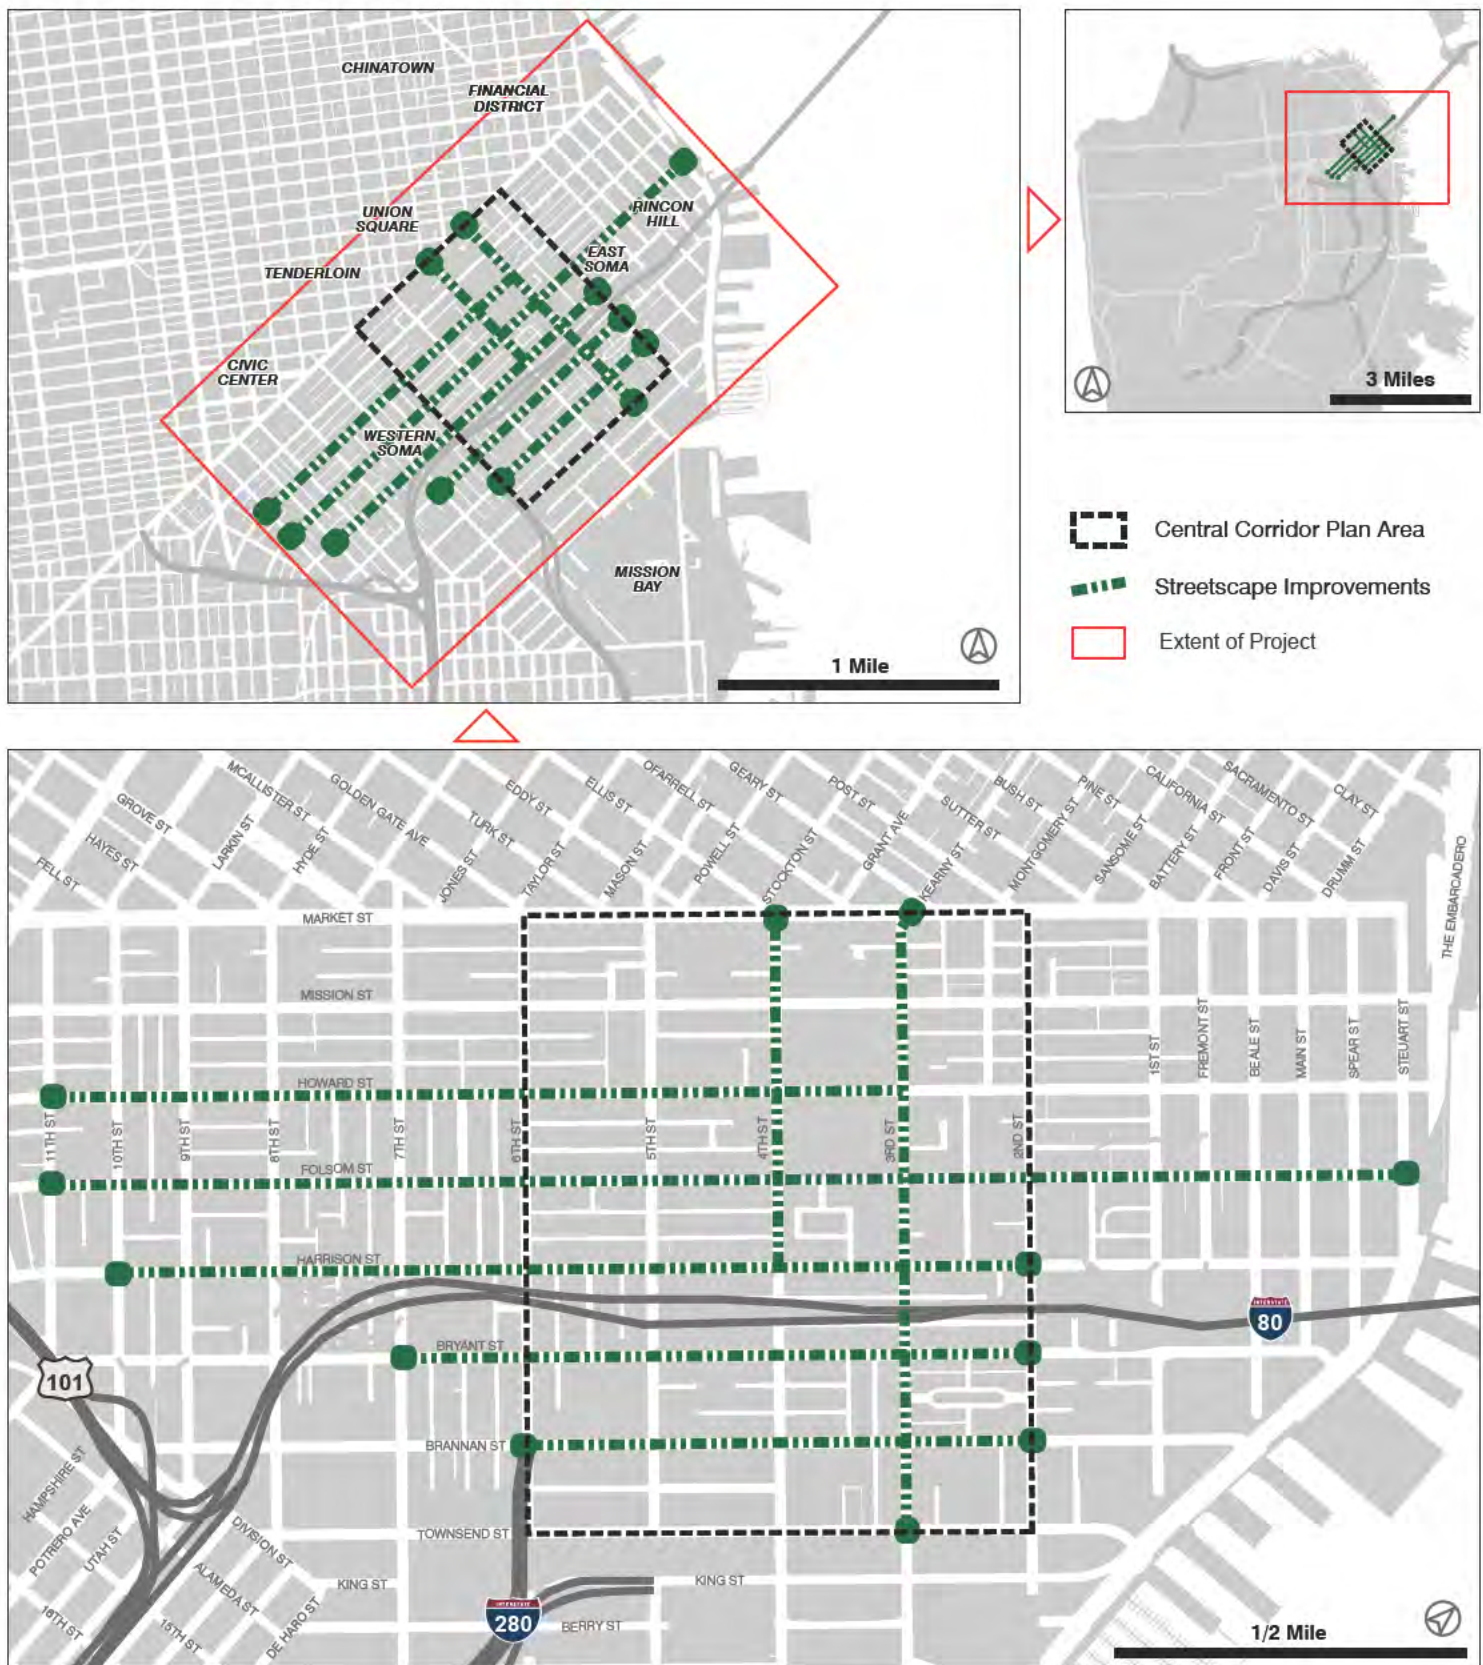 CHINATOWN
FINANCIAL
DISTRICT
UNION
SQUARE
RINCON
HILL
TENDERLOIN
EAST
SOMA
CIVIC
CENTER
WESTERN
SOMA
MISSION
BAY
1 Mile
3 Miles
Central Corridor Plan Area
Streetscape Improvements
Extent of Project
FELL ST
HAYES ST
GROVE ST
MCALLISTER ST
LARKIN ST
HYDE ST
GOLDEN GATE AVE
JONES ST
TURK ST
EDDY ST
TAYLOR ST
ELLIS ST
MASON ST
OFARRELL ST
POWELL ST
GEARY ST
STOCKTON ST
POST ST
GRANT AVE
KEARNY ST
SUTTER ST
BUSH ST
MONTGOMERY ST
PINE ST
SANSOME ST
CALIFORNIA ST
BATTERY ST
SACRAMENTO ST
FRONT ST
DAVIS ST
CLAY ST
DRUMM ST
THE EMBARCADERO
MARKET ST
MISSION ST
HOWARD ST
11TH ST
10TH ST
9TH ST
8TH ST
7TH ST
6TH ST
5TH ST
4TH ST
3RD ST
2ND ST
1ST ST
FREMONT ST
BEALE ST
MAIN ST
SPEAR ST
STEUART ST
FOLSOM ST
HARRISON ST
INTERSTATE
80
BRYANT ST
101
BRANNAN ST
HAMPSHIRE ST
POTRERO AVE
UTAH ST
DIVISION ST
TOWNSEND ST
ALAMEDA ST
KING ST
KING ST
16TH ST
15TH ST
DE HARO ST
INTERSTATE
280
BERRY ST
1/2 Mile